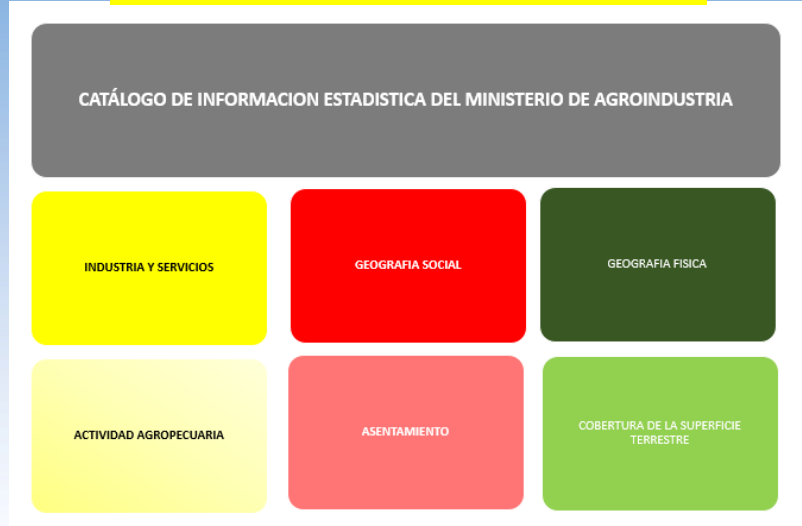 CATÁLOGO DE INFORMACION ESTADISTICA DEL MINISTERIO DE AGROINDUSTRIA
INDUSTRIA Y SERVICIOS
GEOGRAFIA SOCIAL
GEOGRAFIA FISICA
ACTIVIDAD AGROPECUARIA
ASENTAMIENTO
COBERTURA DE LA SUPERFICIE
TERRESTRE